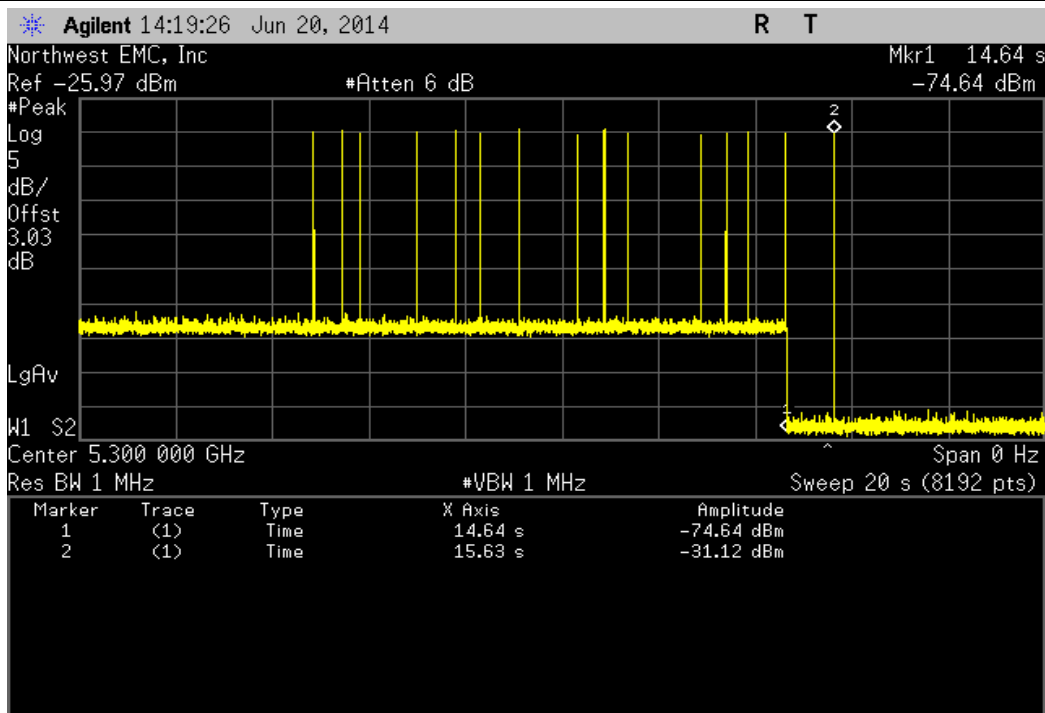 Agilent 14:19:26 Jun 20, 2014 R T
Northwest EMC, Inc Mkr1 14.64 s
Ref -25.97 dBm #Atten 6 dB -74.64 dBm
#Peak
Log
5
dB/
Offst
3.03
dB
2
LgAv
1
W1 S2
Center 5.300 000 GHz Span 0 Hz
Res BW 1 MHz #VBW 1 MHz Sweep 20 s (8192 pts)
Marker Trace Type X Axis Amplitude
1 (1) Time 14.64 s -74.64 dBm
2 (1) Time 15.63 s -31.12 dBm